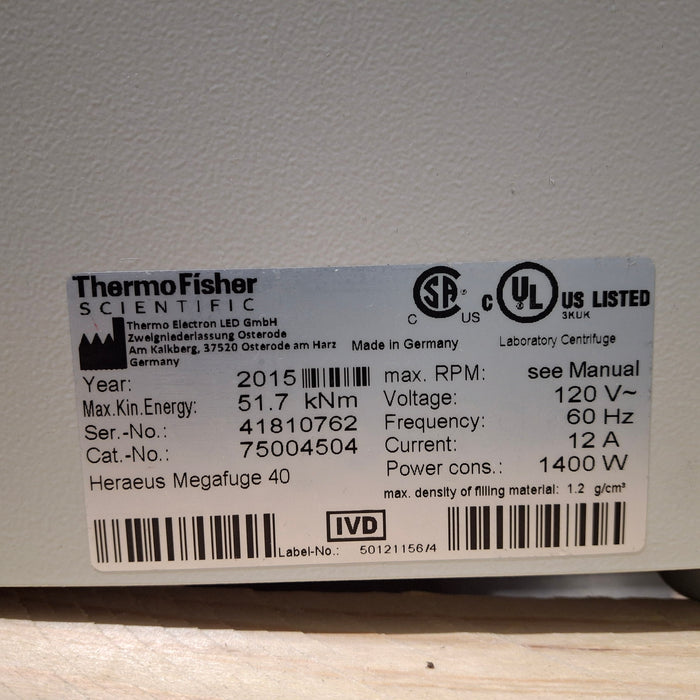 ThermoFisher
SCIENTIFIC
Thermo Electron LED GmbH
Zweigniederlassung Osterode
Am Kalkberg, 37520 Osterode am Harz
Germany
Made in Germany
C SA ® US
C UL US LISTED
3KUK
Laboratory Centrifuge
Year: 2015
Max.Kin.Energy: 51.7 kNm
Ser.-No.: 41810762
Cat.-No.: 75004504
Heraeus Megafuge 40
max. RPM: see Manual
Voltage: 120 V~
Frequency: 60 Hz
Current: 12 A
Power cons.: 1400 W
max. density of filling material: 1.2 g/cm³
IVD
Label-No.: 50121156/4